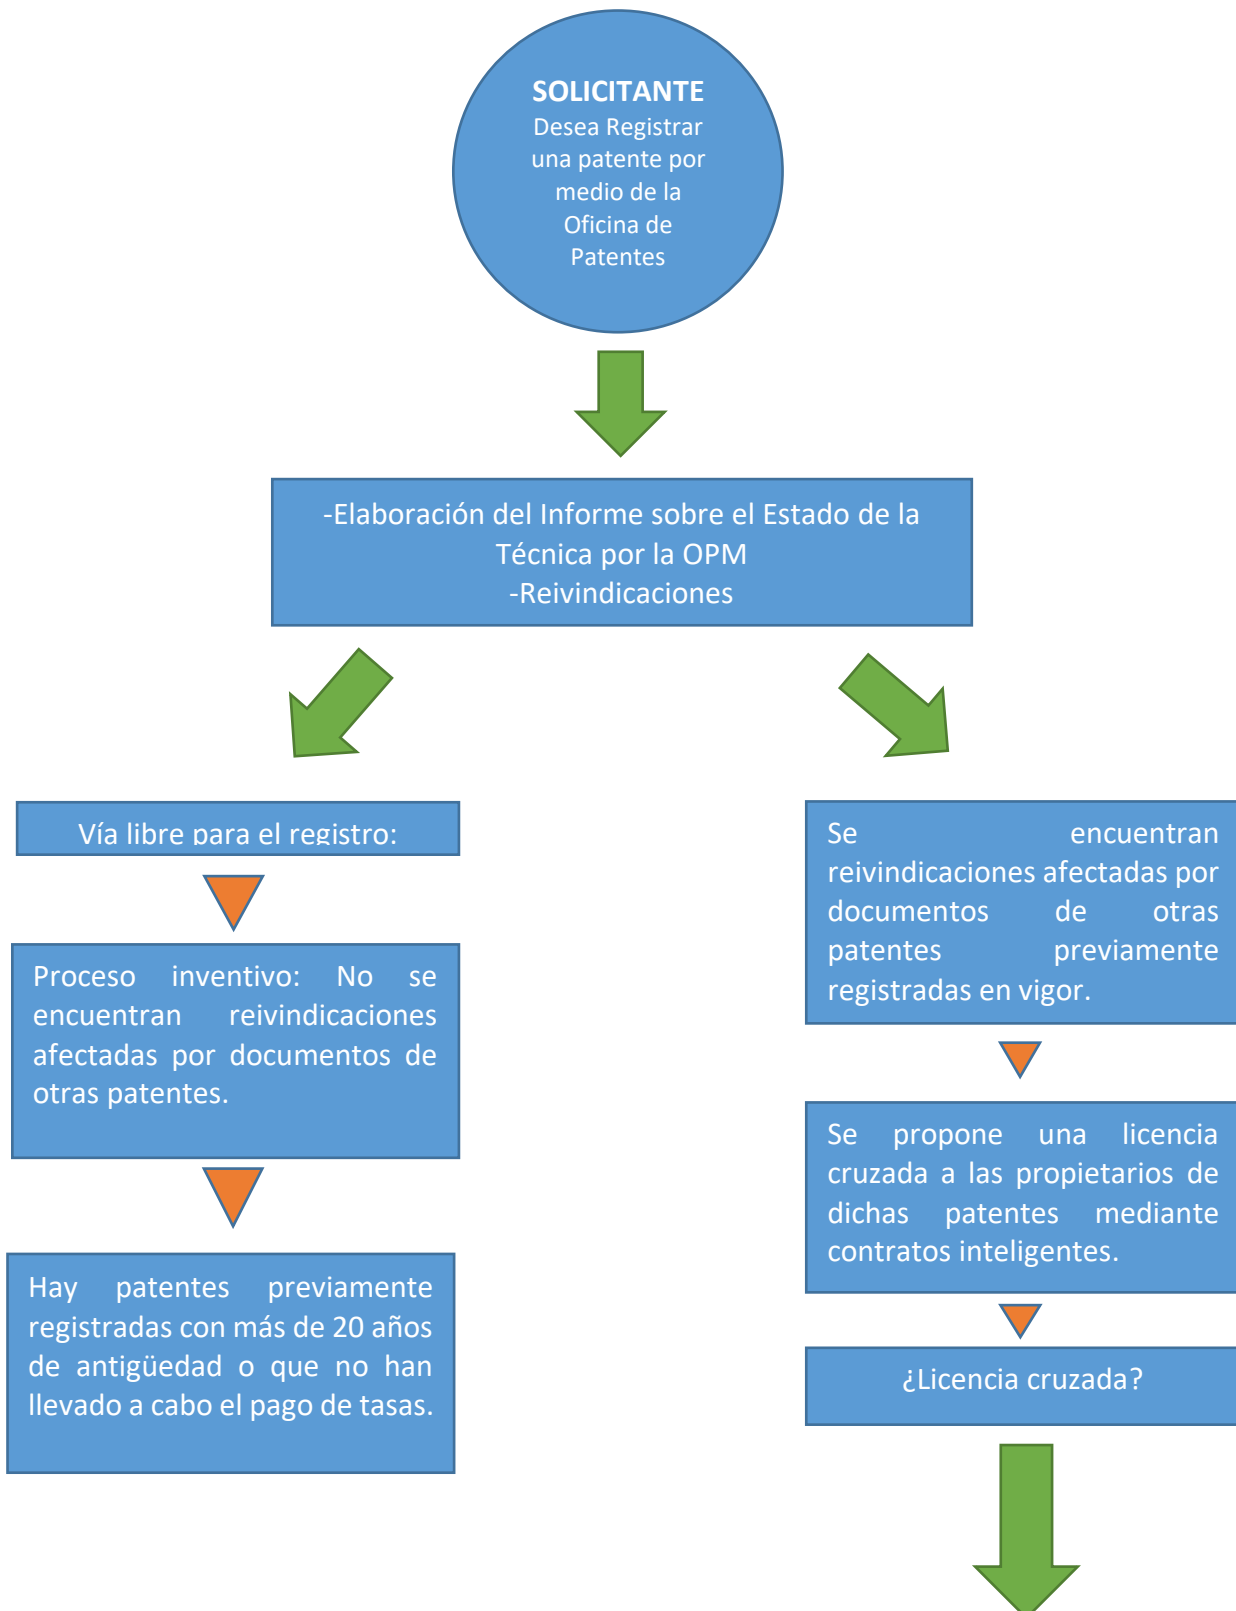 SOLICITANTE
Desea Registrar
una patente por
medio de la
Oficina de
Patentes
-Elaboración del Informe sobre el Estado de la
Técnica por la OPM
-Reivindicaciones
Vía libre para el registro:
Proceso inventivo: No se
encuentran reivindicaciones
afectadas por documentos de
otras patentes.
Hay patentes previamente
registradas con más de 20 años
de antigüedad o que no han
llevado a cabo el pago de tasas.
Se encuentran
reivindicaciones afectadas por
documentos de otras
patentes previamente
registradas en vigor.
Se propone una licencia
cruzada a las propietarios de
dichas patentes mediante
contratos inteligentes.
¿Licencia cruzada?